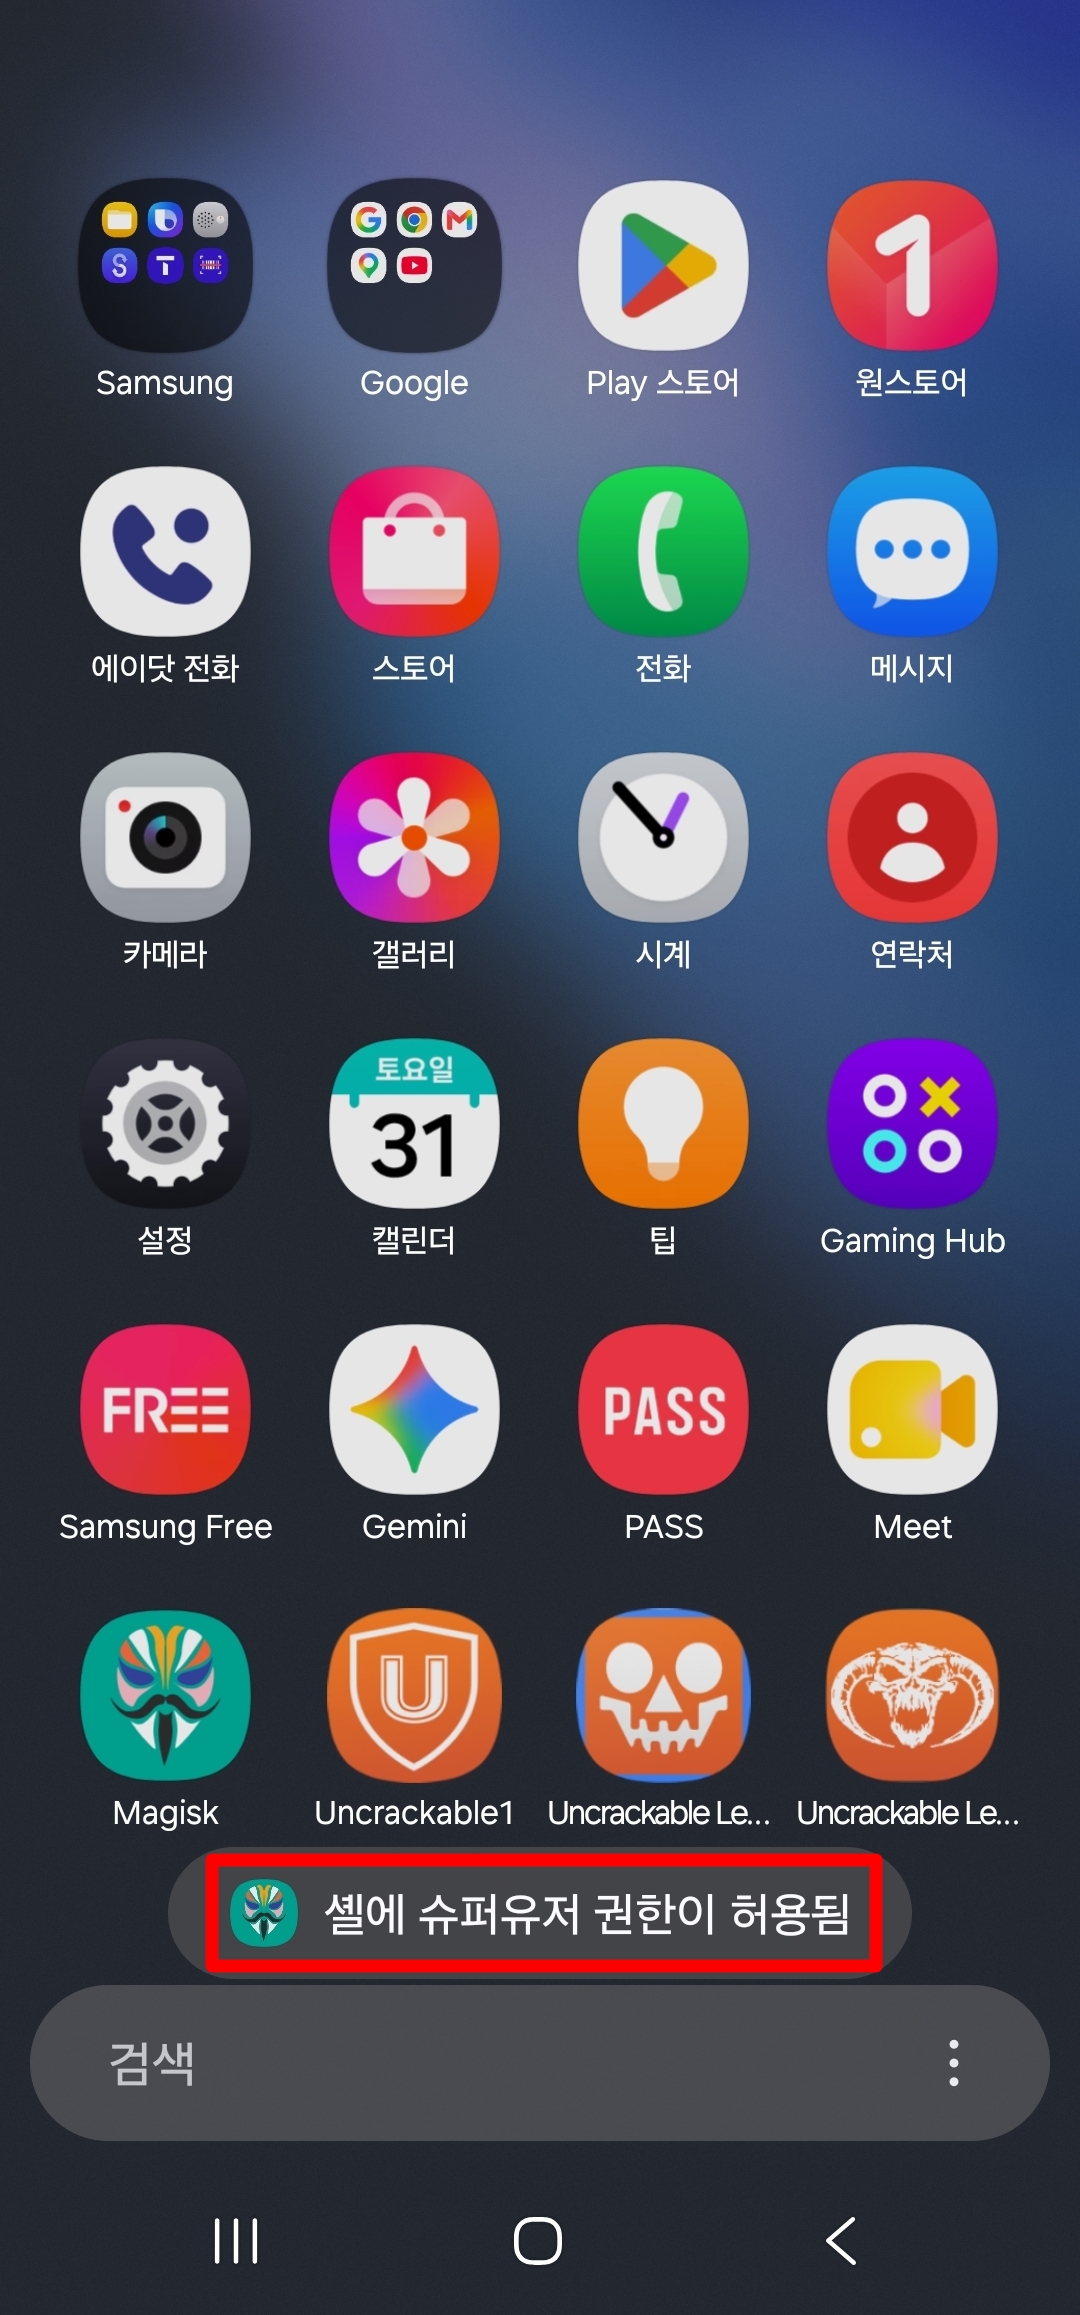 Samsung
Google
Play 스토어
원스토어
에이닷 전화
스토어
전화
메시지
카메라
갤러리
시계
연락처
토요일
31
설정
캘린더
팁
Gaming Hub
FREE
PASS
Samsung Free
Gemini
PASS
Meet
U
Magisk
Uncrackable1
Uncrackable Le...
Uncrackable Le...
셸에 슈퍼유저 권한이 허용됨
검색